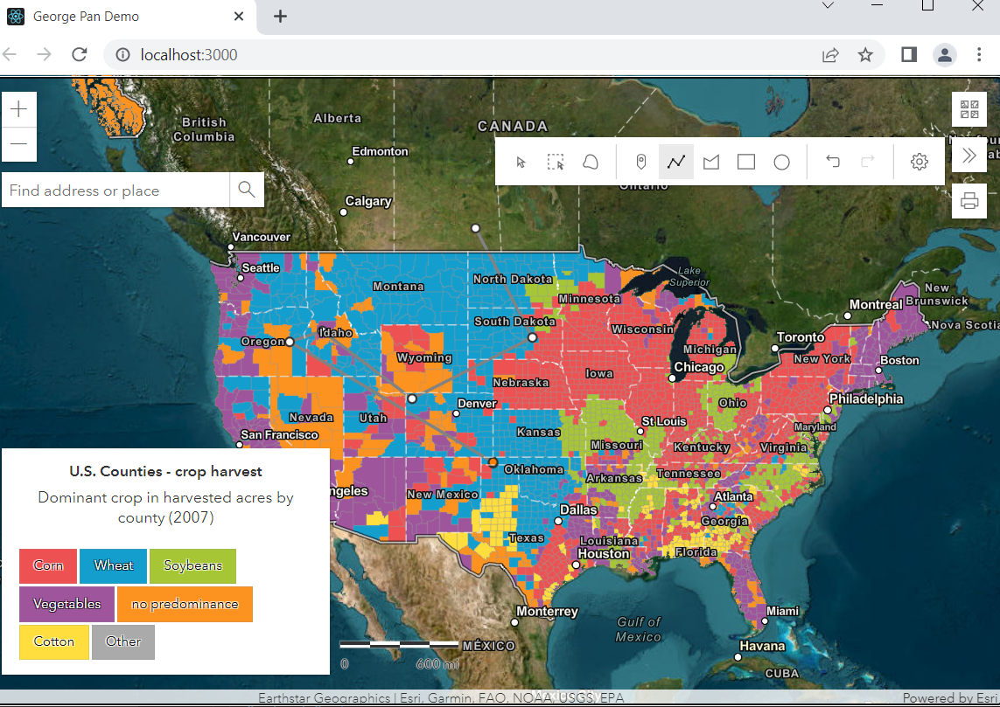 George Pan Demo
localhost:3000
British
Columbia
Alberta
CANADA
Edmonton
Find address or place
Ontario
Calgary
Vancouver
Seattle
Montana
North Dakota
Lake
Superior
Minnesota
New
Brunswick
Montreal
South Dakota
Wisconsin
Nova Scotia
Oregon
Idaho
Toronto
Michigan
Wyoming
New York
Boston
Chicago
Iowa
Nebraska
Philadelphia
Denver
Ohio
Nevada
Utah
St Louis
Maryland
San Francisco
Kansas
Missouri
Kentucky
Virginia
U.S. Counties - crop harvest
Dominant crop in harvested acres by
county (2007)
Oklahoma
Tennessee
Arkansas
ngeles
New Mexico
Atlanta
Dallas
Georgia
Texas
Louisiana
Florida
Houston
Corn
Wheat
Soybeans
Vegetables
no predominance
Cotton
Other
Monterrey
Miami
Gulf of
Mexico
MÉXICO
Havana
0
600 mi
CUBA
Earthstar Geographics | Esri, Garmin, FAO, NOAA, USGS, EPA
Powered by Esri